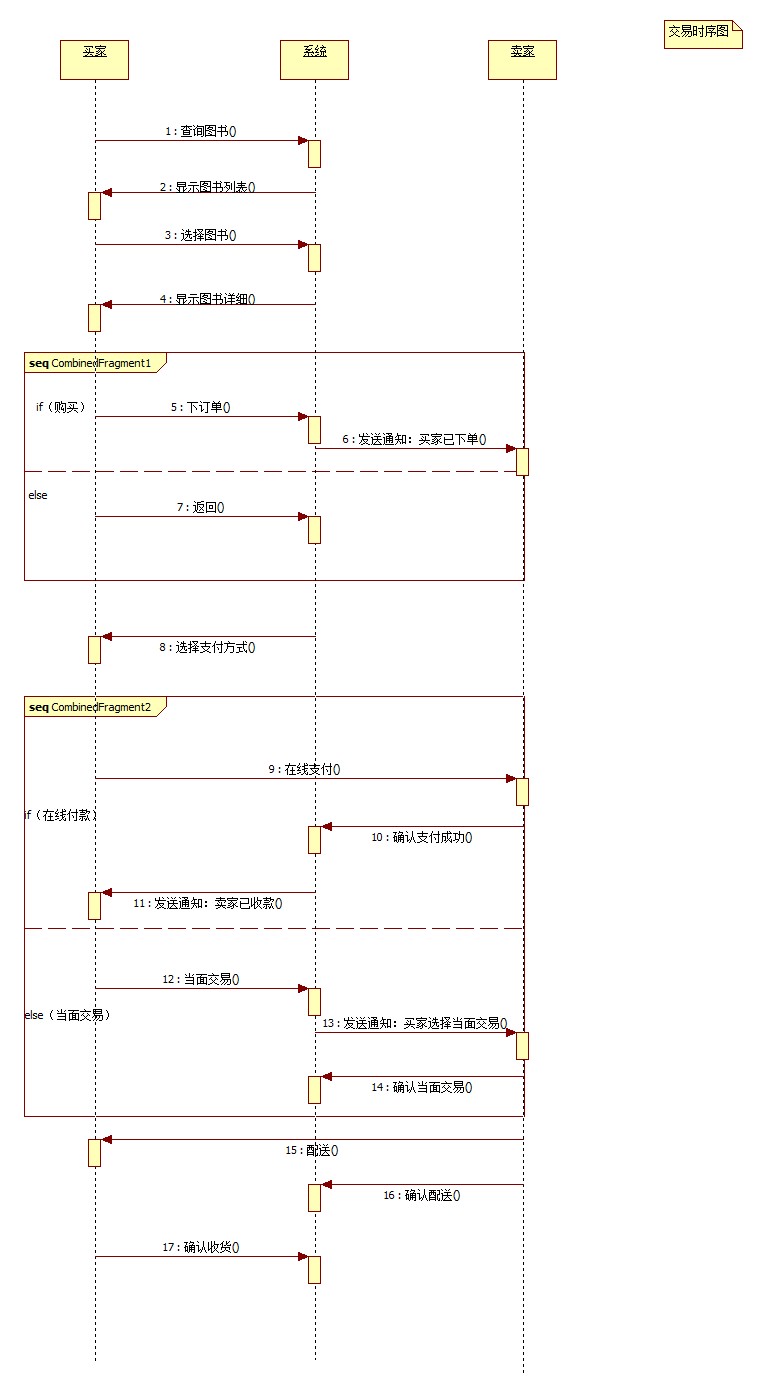 交易时序图
买家
系统
卖家
1 : 查询图书()
2 : 显示图书列表()
3 : 选择图书()
4 : 显示图书详细()
seq CombinedFragment1
if（购买）
5 : 下订单()
6 : 发送通知：买家已下单()
else
7 : 返回()
8 : 选择支付方式()
seq CombinedFragment2
9 : 在线支付()
if（在线付款）
10 : 确认支付成功()
11 : 发送通知：卖家已收款()
12 : 当面交易()
else（当面交易）
13 : 发送通知：买家选择当面交易()
14 : 确认当面交易()
15 : 配送()
16 : 确认配送()
17 : 确认收货()